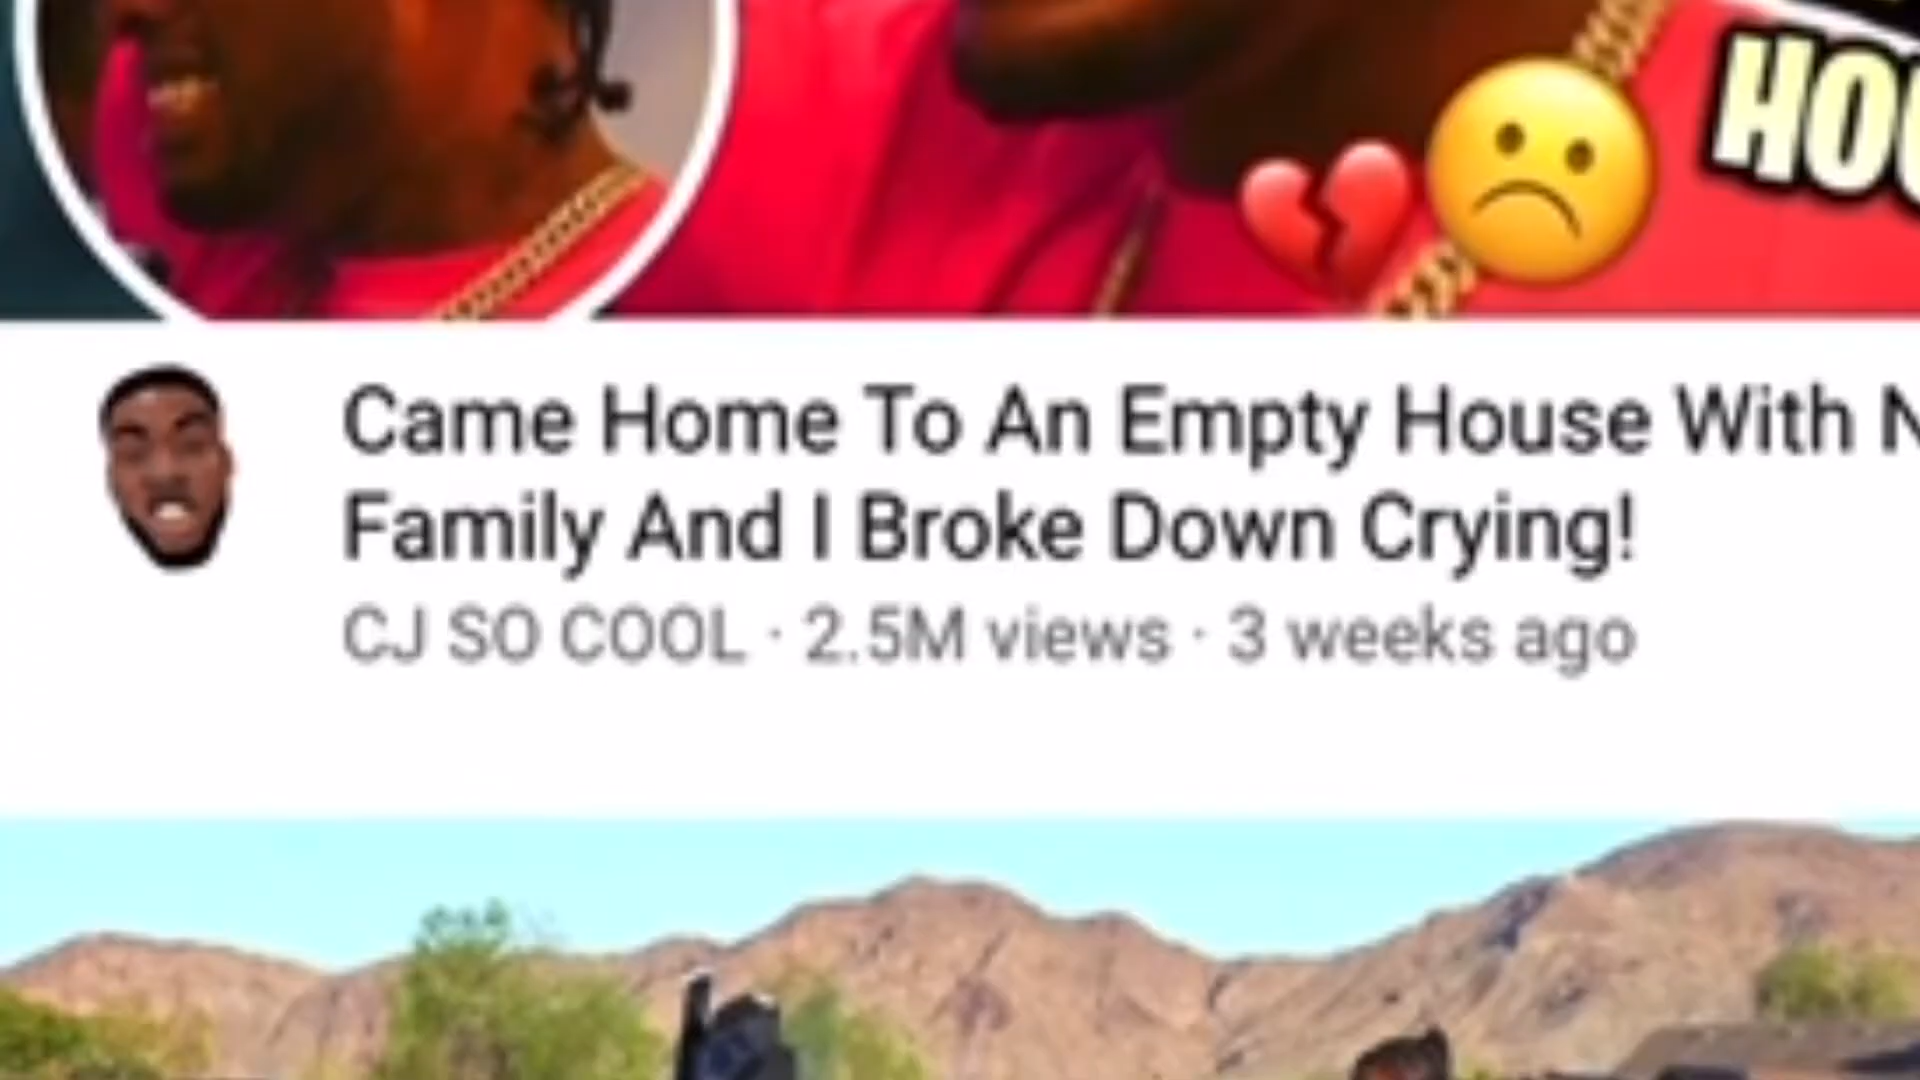 HOU
Came Home To An Empty House With N
Family And I Broke Down Crying!
CJ SO COOL · 2.5M views · 3 weeks ago